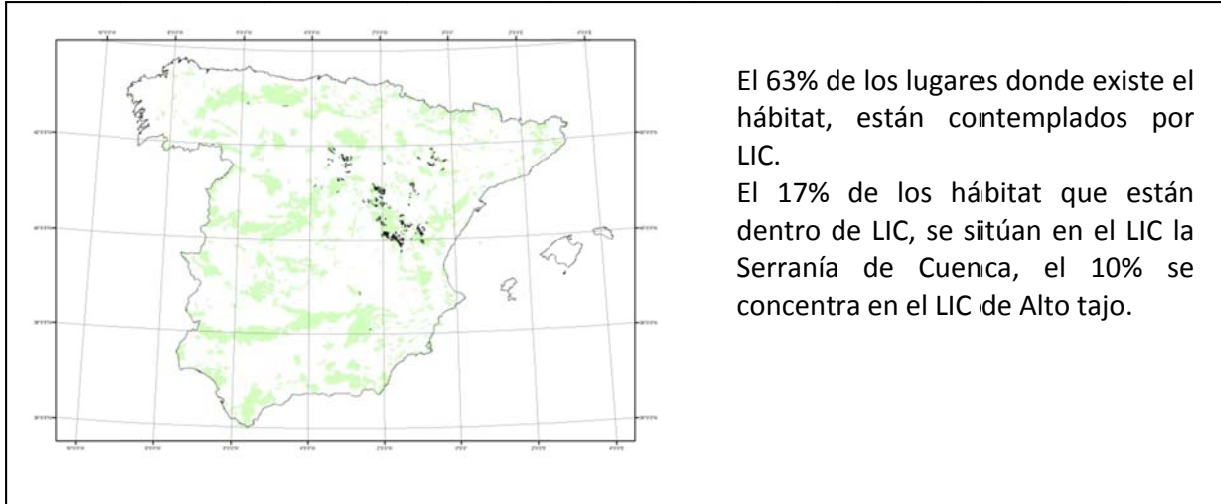 El 63% de los lugares donde existe el
hábitat, están contemplados por
LIC.
El 17% de los hábitat que están
dentro de LIC, se sitúan en el LIC la
Serranía de Cuenca, el 10% se
concentra en el LIC de Alto tajo.